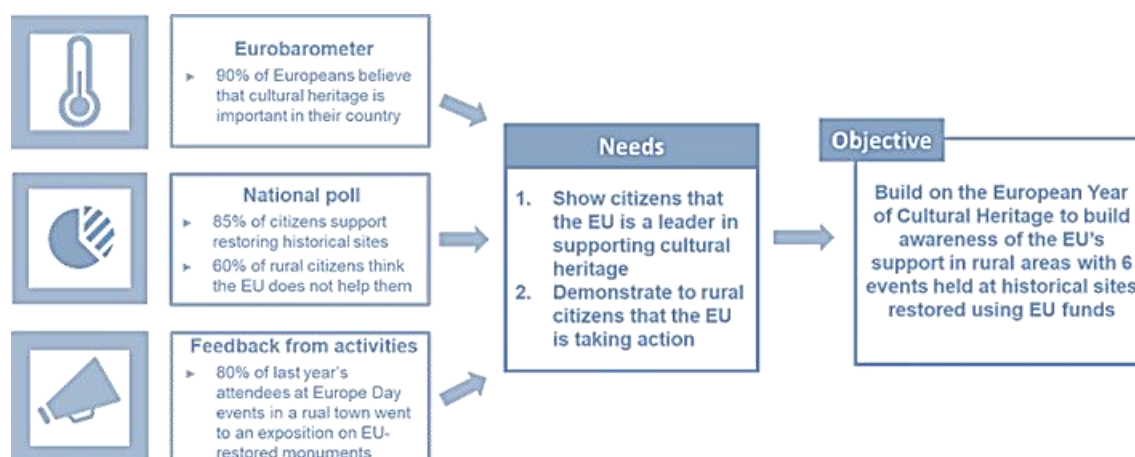 Eurobarometer
► 90% of Europeans believe
that cultural heritage is
important in their country
National poll
► 85% of citizens support
restoring historical sites
► 60% of rural citizens think
the EU does not help them
Feedback from activities
► 80% of last year's
attendees at Europe Day
events in a rual town went
to an exposition on EU-
restored monuments
Needs
1. Show citizens that
the EU is a leader in
supporting cultural
heritage
2. Demonstrate to rural
citizens that the EU
is taking action
Objective
Build on the European Year
of Cultural Heritage to build
awareness of the EU's
support in rural areas with 6
events held at historical sites
restored using EU funds